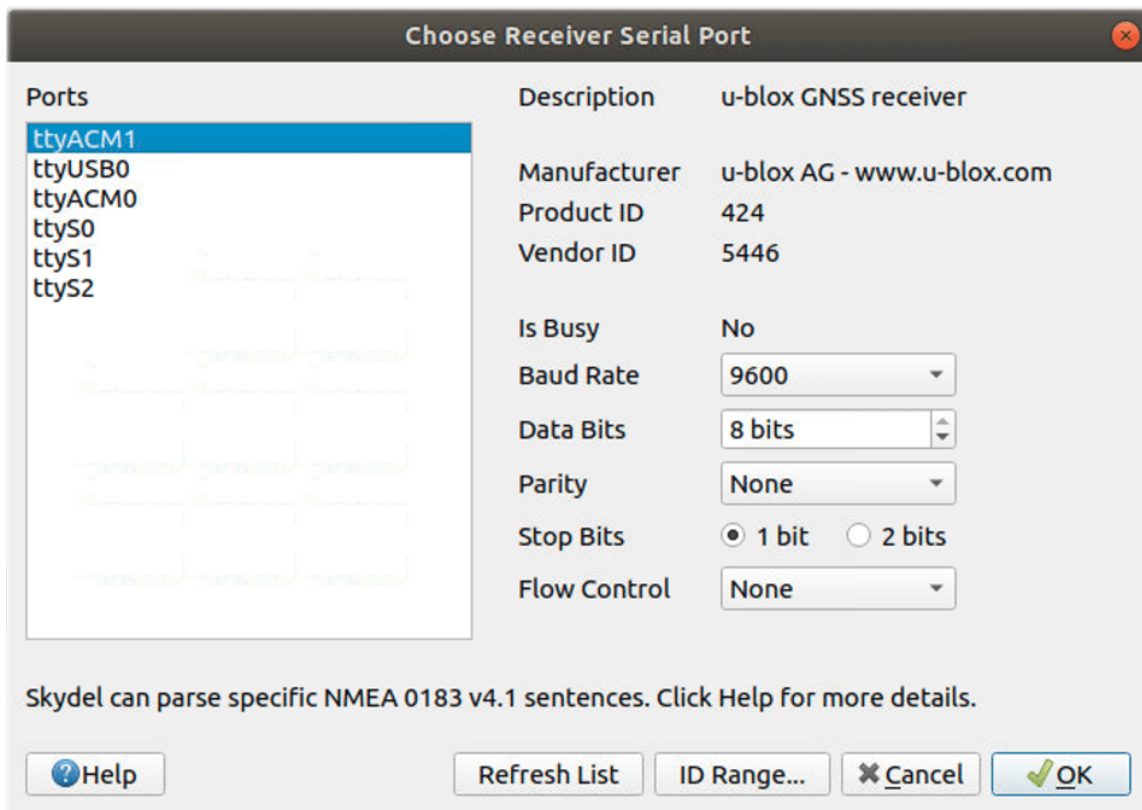 Choose Receiver Serial Port
Ports
ttyACM1
ttyUSB0
ttyACM0
ttyS0
ttyS1
ttyS2
Description u-blox GNSS receiver
Manufacturer u-blox AG - www.u-blox.com
Product ID 424
Vendor ID 5446
Is Busy No
Baud Rate 9600
Data Bits 8 bits
Parity None
Stop Bits 1 bit 2 bits
Flow Control None
Skydel can parse specific NMEA 0183 v4.1 sentences. Click Help for more details.
Help Refresh List ID Range... Cancel OK